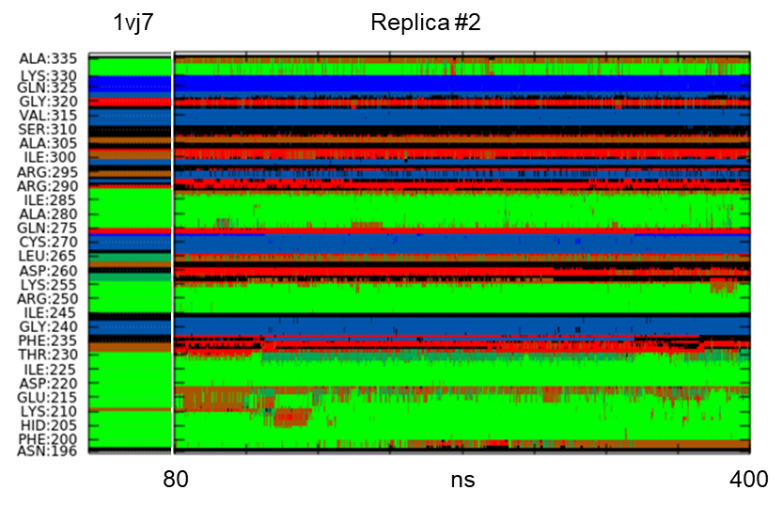 1vj7 Replica #2
ALA:335
LYS:330
GLN:325
GLY:320
VAL:315
SER:310
ALA:305
ILE:300
ARG:295
ARG:290
ILE:285
ALA:280
GLN:275
CYS:270
LEU:265
ASP:260
LYS:255
ARG:250
ILE:245
GLY:240
PHE:235
THR:230
ILE:225
ASP:220
GLU:215
LYS:210
HID:205
PHE:200
ASN:196
80 ns 400